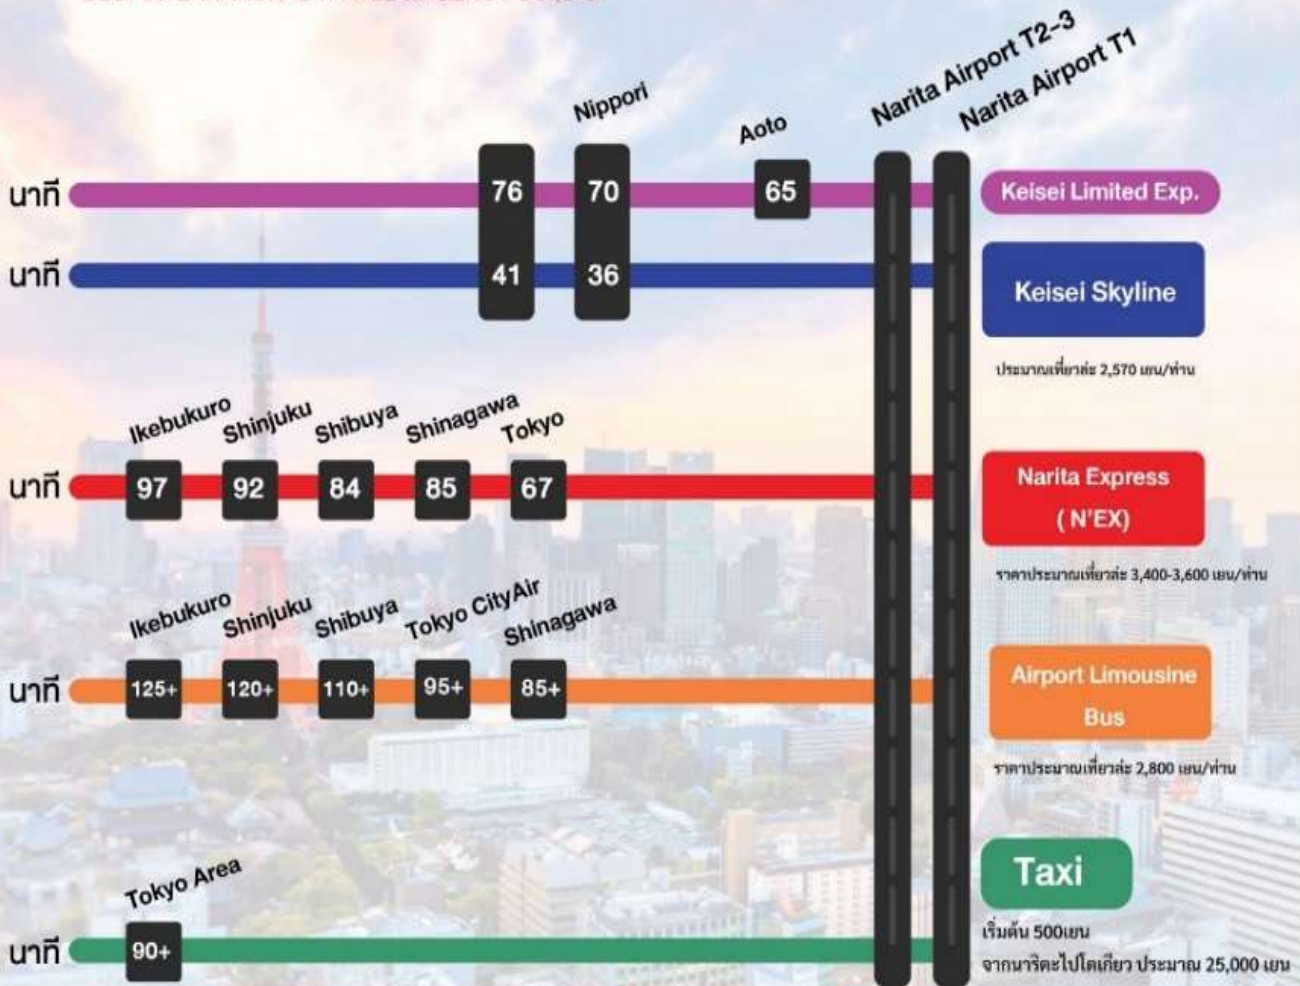 Narita Airport T2-3
Narita Airport T1
Nippori
Aoto
นาที
76
70
65
Keisei Limited Exp.
นาที
41
36
Keisei Skyline
ประมาณเที่ยวล่ะ 2,570 เยน/ท่าน
Ikebukuro
Shinjuku
Shibuya
Shinagawa
Tokyo
นาที
97
92
84
85
67
Narita Express
( N'EX)
ราคาประมาณเที่ยวล่ะ 3,400-3,600 เยน/ท่าน
Ikebukuro
Shinjuku
Shibuya
Tokyo CityAir
Shinagawa
นาที
125+
120+
110+
95+
85+
Airport Limousine
Bus
ราคาประมาณเที่ยวล่ะ 2,800 เยน/ท่าน
Tokyo Area
นาที
90+
Taxi
เริ่มต้น 500เยน
จากนาริตะไปโตเกียว ประมาณ 25,000 เยน